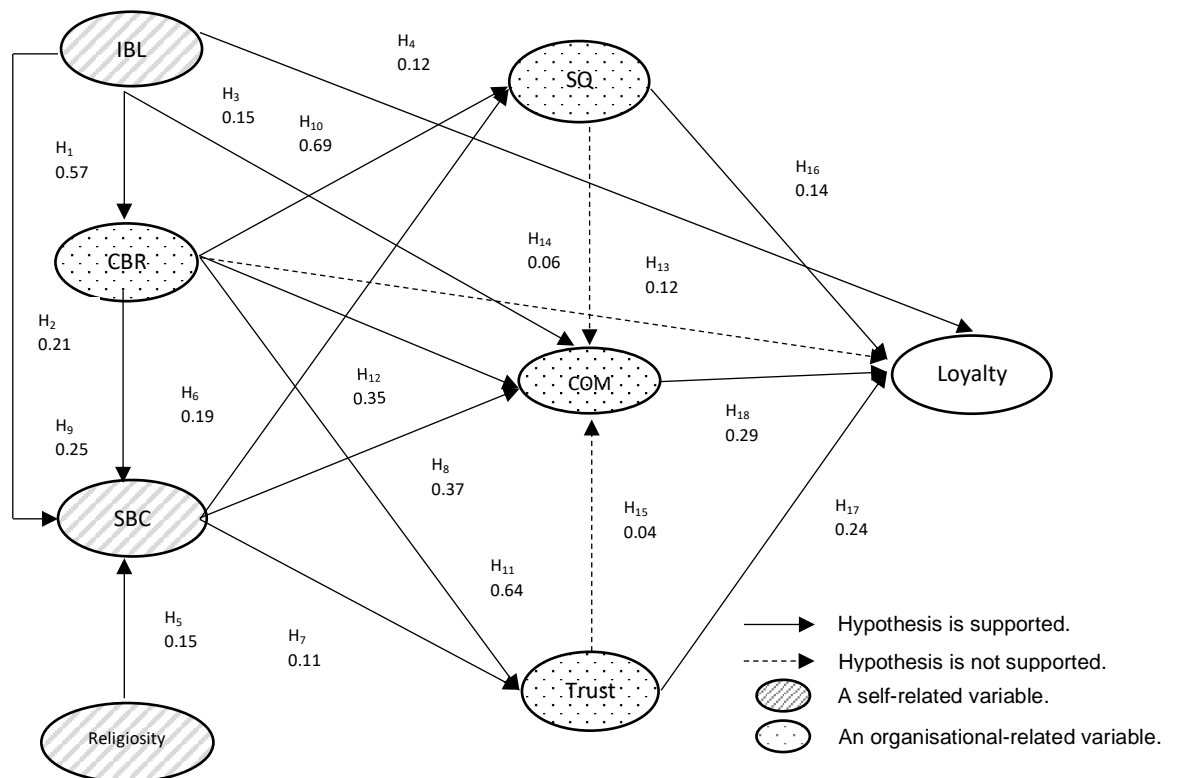 IBL
H4
0.12
SQ
H3
0.15
H10
0.69
H1
0.57
H16
0.14
CBR
H14
0.06
H13
0.12
H2
0.21
H6
0.19
H12
0.35
COM
Loyalty
H9
0.25
H18
0.29
H8
0.37
SBC
H15
0.04
H17
0.24
H11
0.64
H5
0.15
H7
0.11
Religiosity
Trust
Hypothesis is supported.
Hypothesis is not supported.
A self-related variable.
An organisational-related variable.